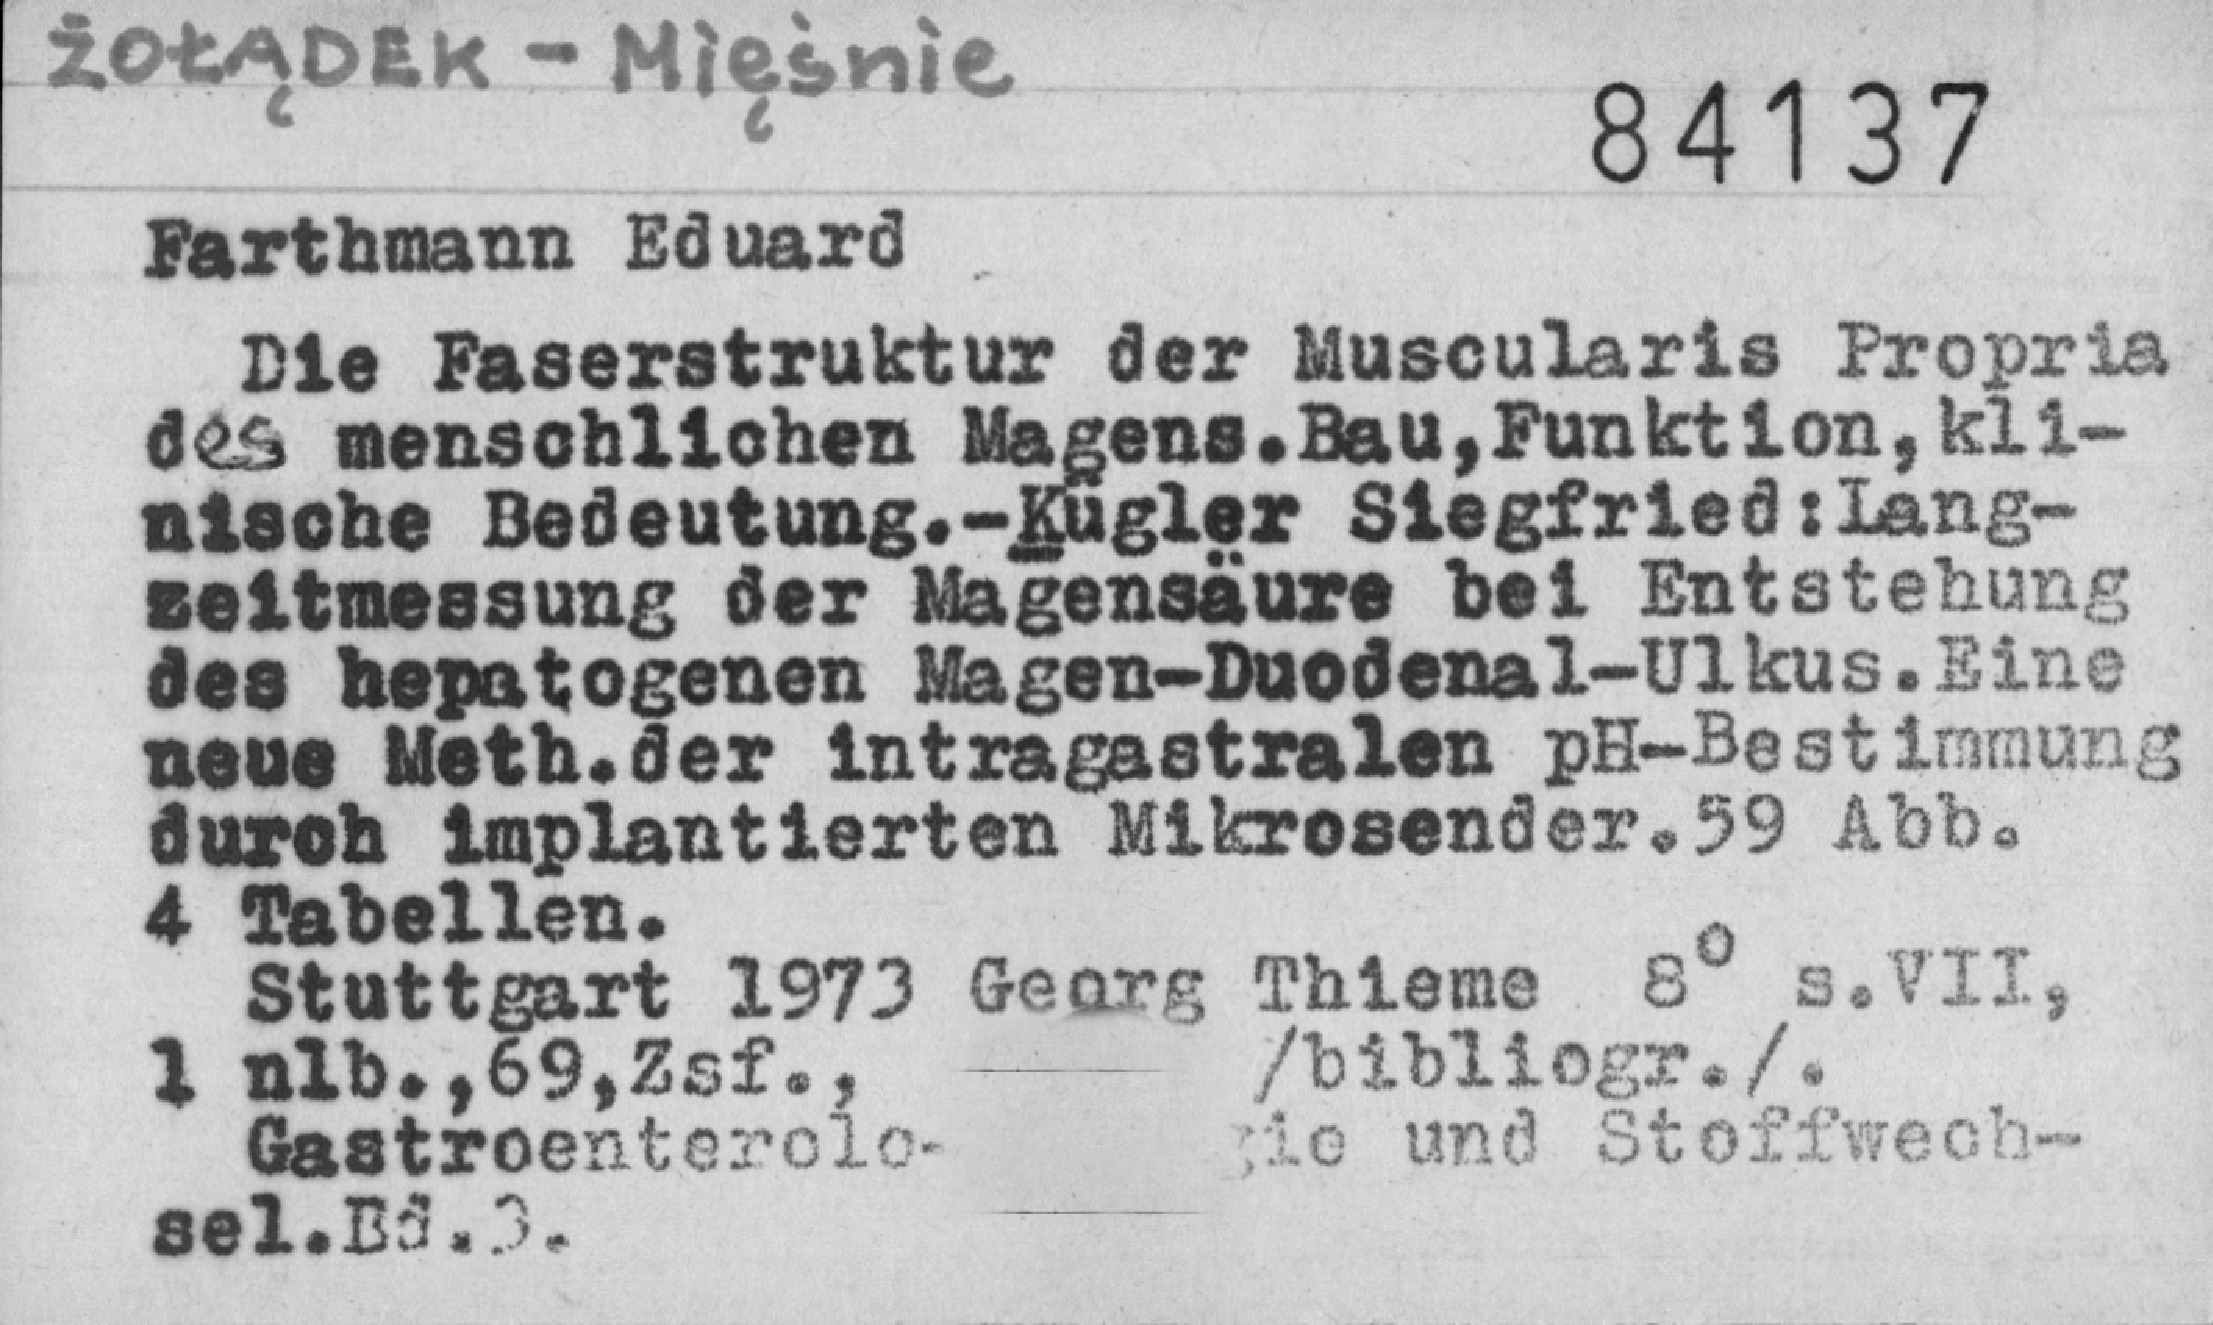 ŻOŁĄDEK - Mięśnie
84137
Farthmann Eduard
Die Faserstruktur der Muscularis Propria
des menschlichen Magens.Bau,Funktion,kli-
nische Bedeutung.-Kügler Siegfried:Lang-
zeitmessung der Magensäure bei Entstehung
des hepatogenen Magen-Duodenal-Ulkus.Eine
neue Meth.der intragastralen pH-Bestimmung
durch implantierten Mikrosender.59 Abb.
4 Tabellen.
Stuttgart 1973 Georg Thieme 8° s.VII,
1 nlb.,69,Zsf., /bibliogr./.
Gastroenterolo- gie und Stoffwech-
sel.Bd.3.